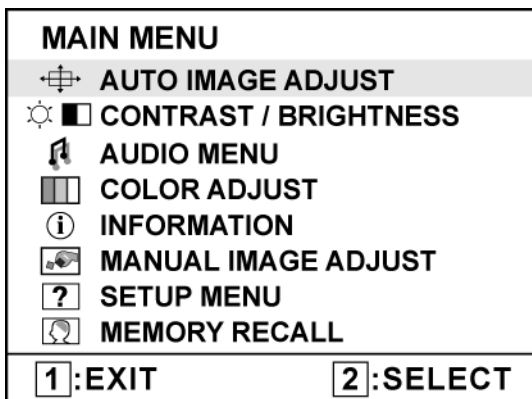 MAIN MENU
AUTO IMAGE ADJUST
CONTRAST / BRIGHTNESS
AUDIO MENU
COLOR ADJUST
i INFORMATION
MANUAL IMAGE ADJUST
? SETUP MENU
MEMORY RECALL
1 :EXIT 2 :SELECT